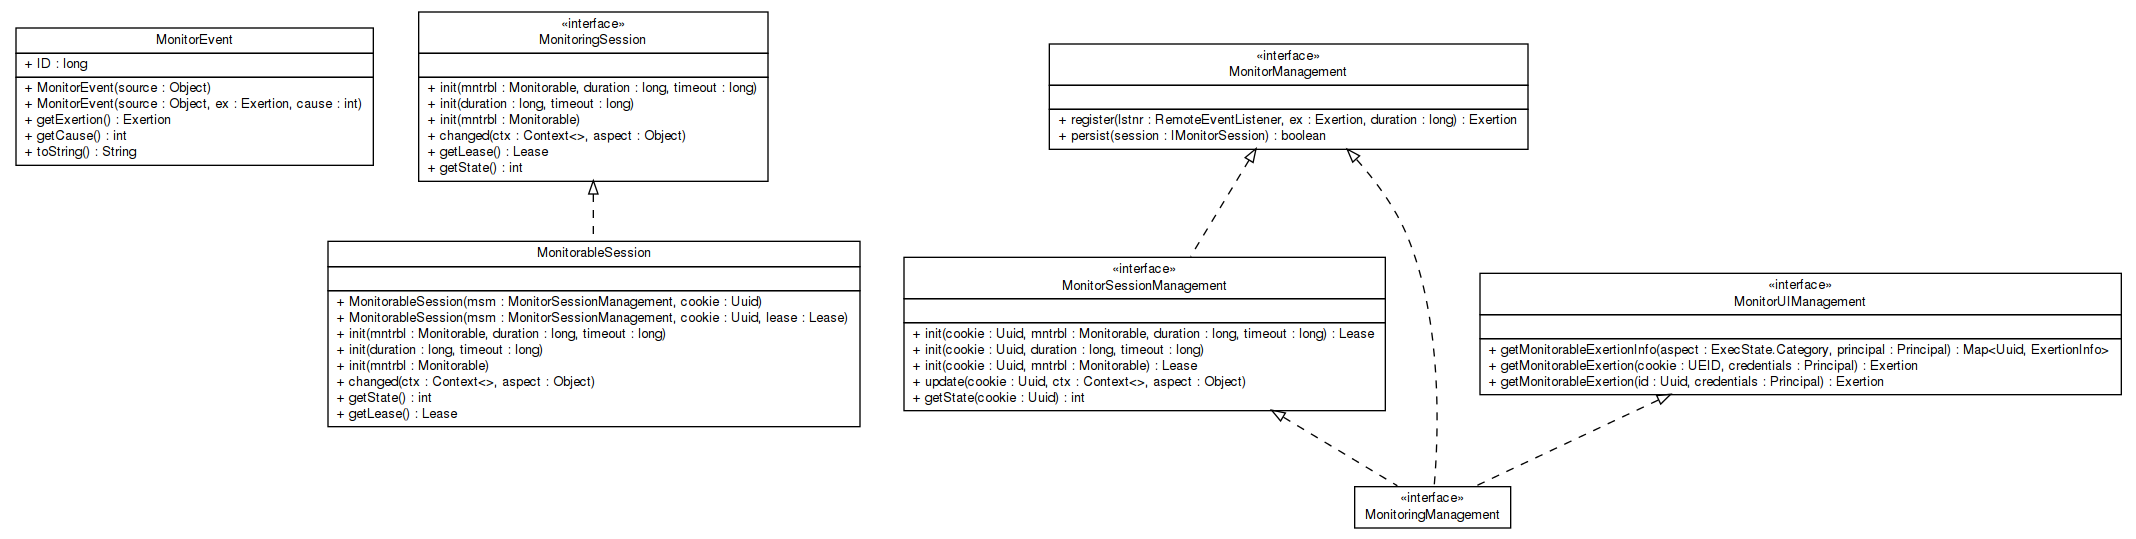 MonitorEvent
+ ID : long
+ MonitorEvent(source : Object)
+ MonitorEvent(source : Object, ex : Exertion, cause : int)
+ getExertion() : Exertion
+ getCause() : int
+ toString() : String
«interface»
MonitoringSession
+ init(mntrbl : Monitorable, duration : long, timeout : long)
+ init(duration : long, timeout : long)
+ init(mntrbl : Monitorable)
+ changed(ctx : Context<>, aspect : Object)
+ getLease() : Lease
+ getState() : int
«interface»
MonitorManagement
+ register(lstnr : RemoteEventListener, ex : Exertion, duration : long) : Exertion
+ persist(session : IMonitorSession) : boolean
MonitorableSession
+ MonitorableSession(msm : MonitorSessionManagement, cookie : Uuid)
+ MonitorableSession(msm : MonitorSessionManagement, cookie : Uuid, lease : Lease)
+ init(mntrbl : Monitorable, duration : long, timeout : long)
+ init(duration : long, timeout : long)
+ init(mntrbl : Monitorable)
+ changed(ctx : Context<>, aspect : Object)
+ getState() : int
+ getLease() : Lease
«interface»
MonitorSessionManagement
+ init(cookie : Uuid, mntrbl : Monitorable, duration : long, timeout : long) : Lease
+ init(cookie : Uuid, duration : long, timeout : long)
+ init(cookie : Uuid, mntrbl : Monitorable) : Lease
+ update(cookie : Uuid, ctx : Context<>, aspect : Object)
+ getState(cookie : Uuid) : int
«interface»
MonitorUIManagement
+ getMonitorableExertionInfo(aspect : ExecState.Category, principal : Principal) : Map<Uuid, ExertionInfo>
+ getMonitorableExertion(cookie : UEID, credentials : Principal) : Exertion
+ getMonitorableExertion(id : Uuid, credentials : Principal) : Exertion
«interface»
MonitoringManagement